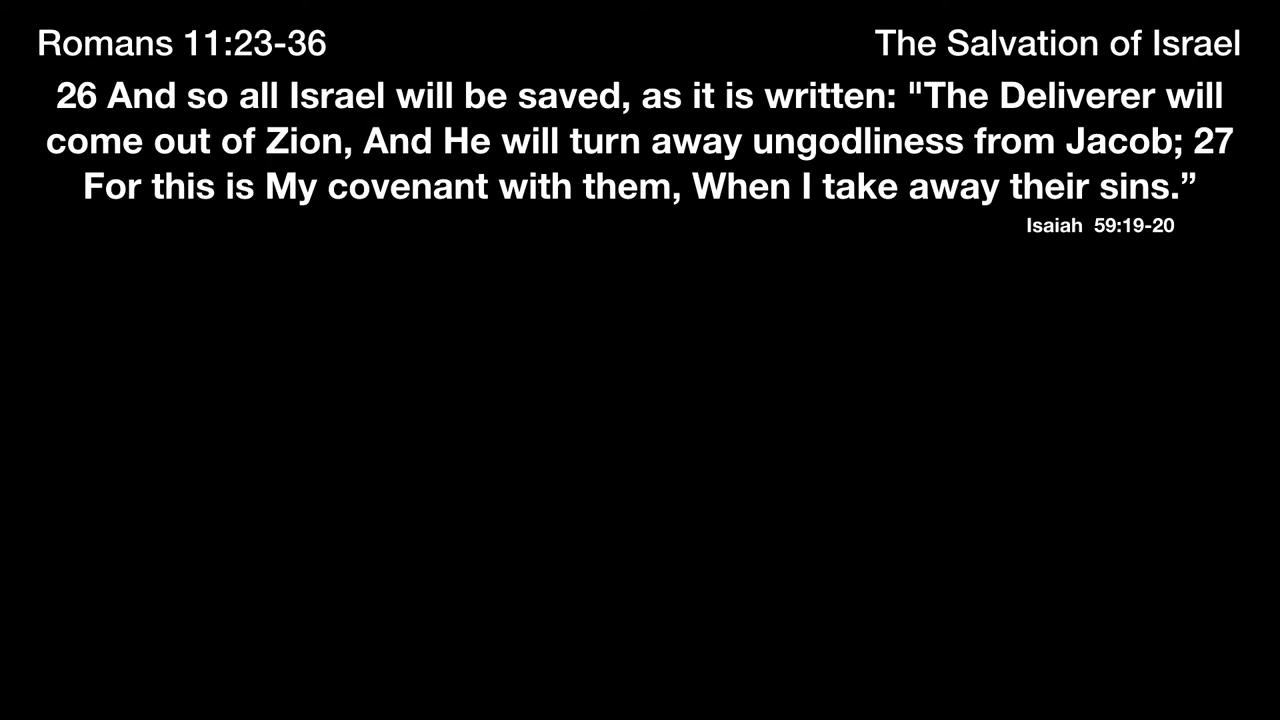 Romans 11:23-36
The Salvation of Israel
26 And so all Israel will be saved, as it is written: "The Deliverer will
come out of Zion, And He will turn away ungodliness from Jacob; 27
For this is My covenant with them, When I take away their sins.”
Isaiah  59:19-20